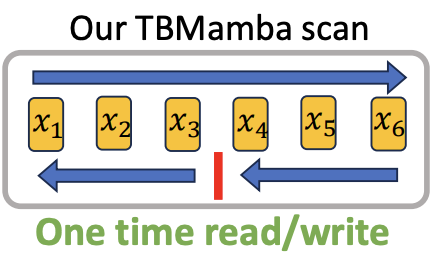 Our TBMamba scan
x₁ x₂ x₃ x₄ x₅ x₆
One time read/write